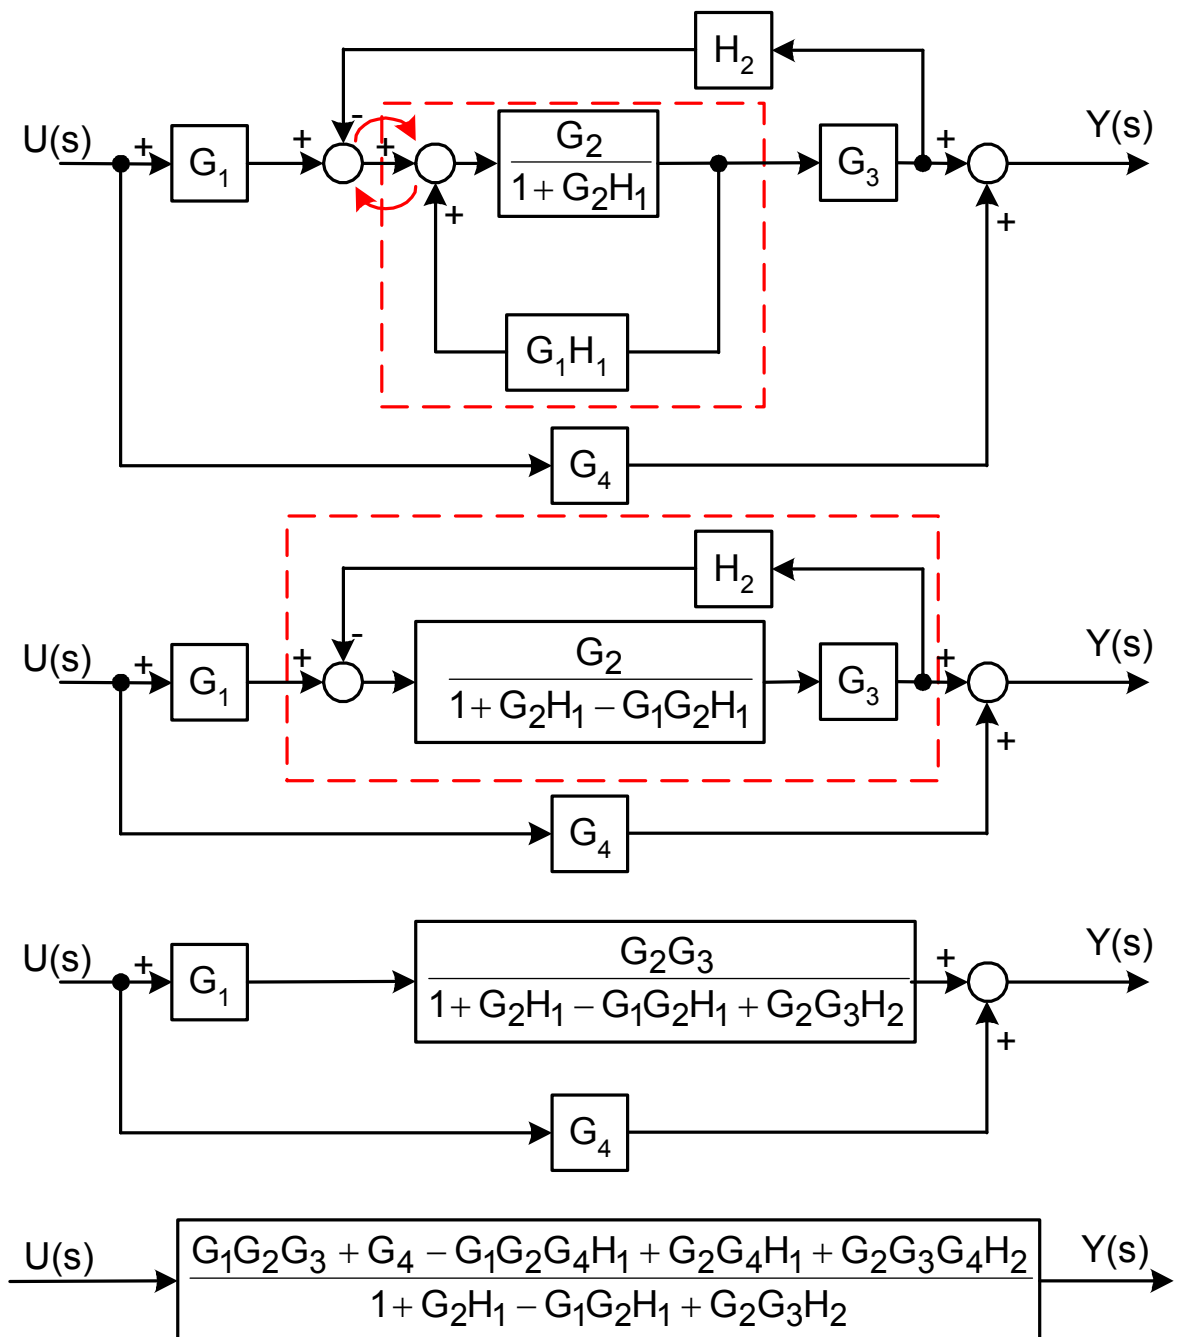 H₂
U(s) + G₁ + - + G₂ / 1 + G₂H₁ G₃ + Y(s)
+ +
G₁H₁
G₄
H₂
U(s) + G₁ + - G₂ / 1 + G₂H₁ − G₁G₂H₁ G₃ + Y(s)
+
G₄
U(s) + G₁ G₂G₃ / 1 + G₂H₁ − G₁G₂H₁ + G₂G₃H₂ + Y(s)
+
G₄
U(s) G₁G₂G₃ + G₄ − G₁G₂G₄H₁ + G₂G₄H₁ + G₂G₃G₄H₂ / 1 + G₂H₁ − G₁G₂H₁ + G₂G₃H₂ Y(s)